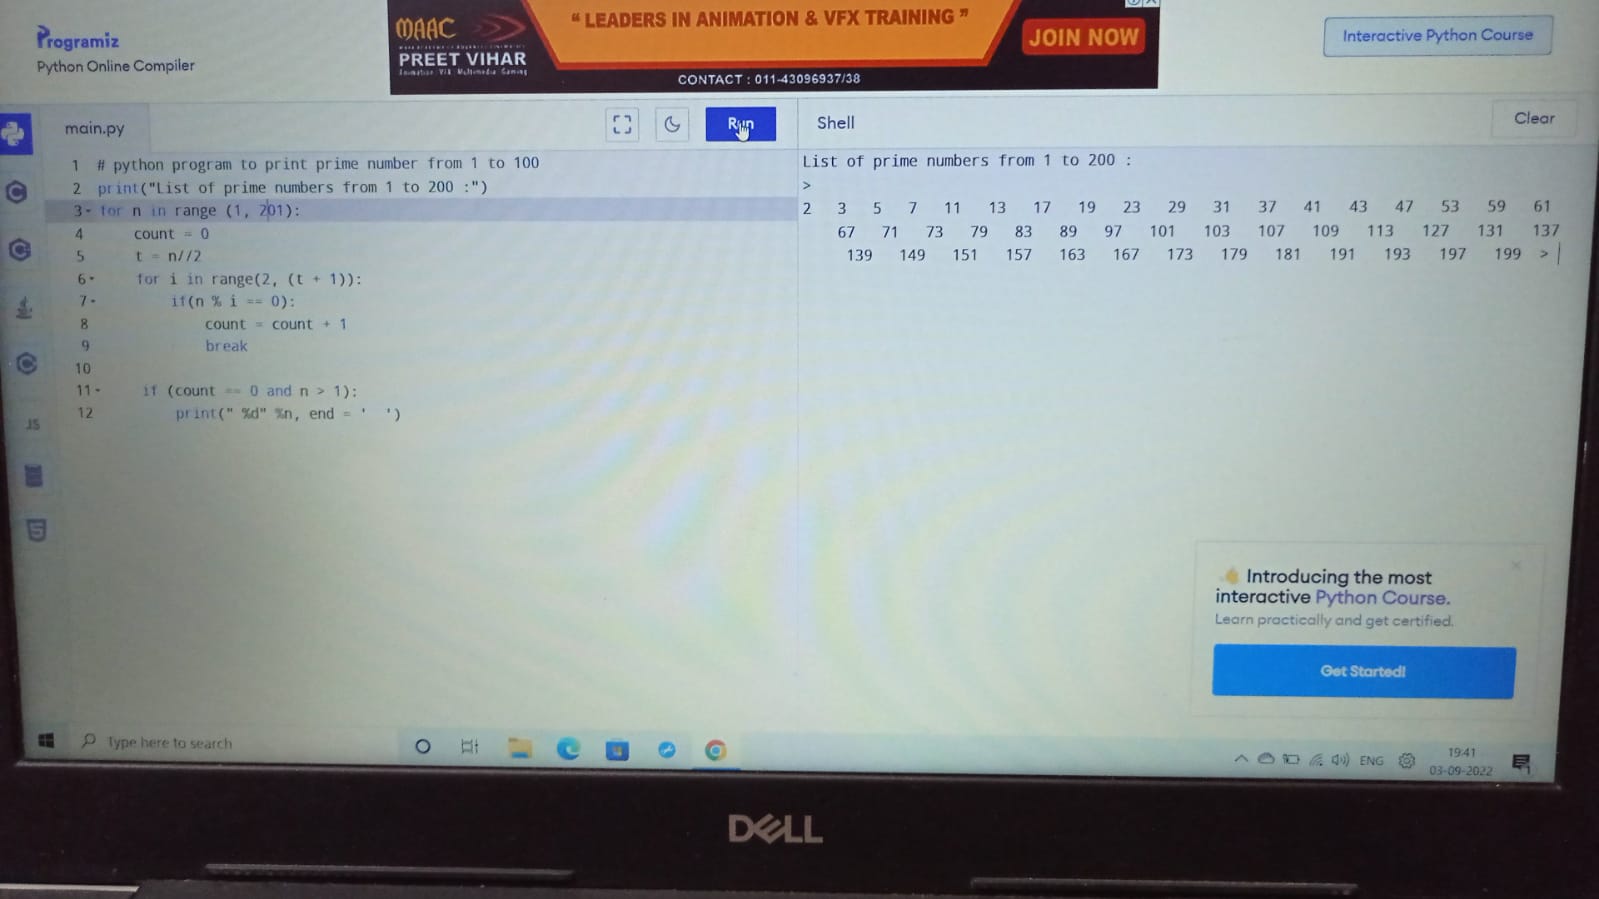 Programiz
Python Online Compiler
MAAC
PREET VIHAR
Animation VFX Multimedia Gaming
" LEADERS IN ANIMATION & VFX TRAINING "
JOIN NOW
CONTACT : 011-43096937/38
Interactive Python Course
main.py
Run
Shell
Clear
1 # python program to print prime number from 1 to 100
2 print("List of prime numbers from 1 to 200 :")
3 for n in range (1, 201):
4 count = 0
5 t = n//2
6 for i in range(2, (t + 1)):
7 if(n % i == 0):
8 count = count + 1
9 break
10
11 if (count == 0 and n > 1):
12 print(" %d" %n, end = '  ')
JS
List of prime numbers from 1 to 200 :
>
2 3 5 7 11 13 17 19 23 29 31 37 41 43 47 53 59 61
67 71 73 79 83 89 97 101 103 107 109 113 127 131 137
139 149 151 157 163 167 173 179 181 191 193 197 199 >
Introducing the most
interactive Python Course.
Learn practically and get certified.
Get Started!
Type here to search
ENG
19:41
03-09-2022
DELL